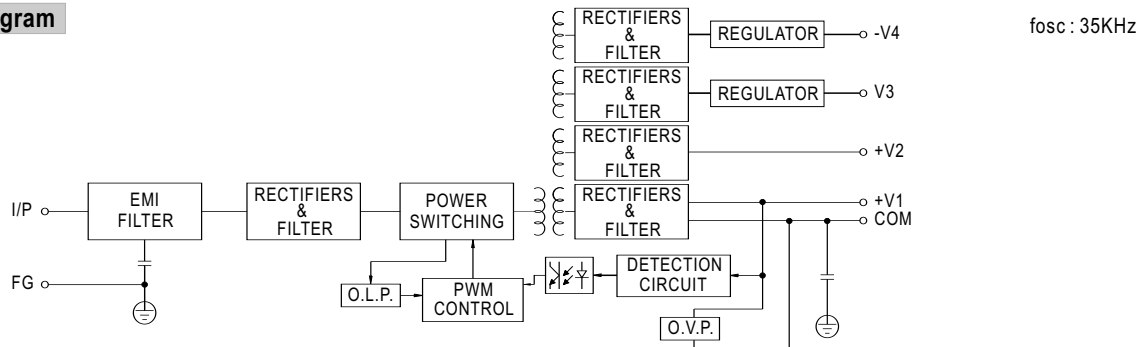 gram
fosc : 35KHz
RECTIFIERS
&
FILTER
REGULATOR
-V4
RECTIFIERS
&
FILTER
REGULATOR
V3
RECTIFIERS
&
FILTER
+V2
I/P
EMI
FILTER
RECTIFIERS
&
FILTER
POWER
SWITCHING
RECTIFIERS
&
FILTER
+V1
COM
FG
O.L.P.
PWM
CONTROL
DETECTION
CIRCUIT
O.V.P.